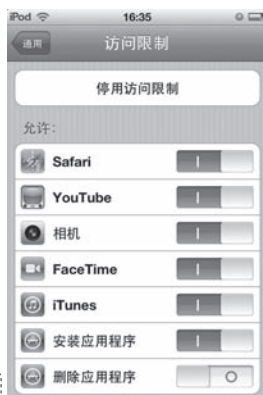 iPod 16:35
通用 访问限制
停用访问限制
允许:
Safari
YouTube
相机
FaceTime
iTunes
安装应用程序
删除应用程序